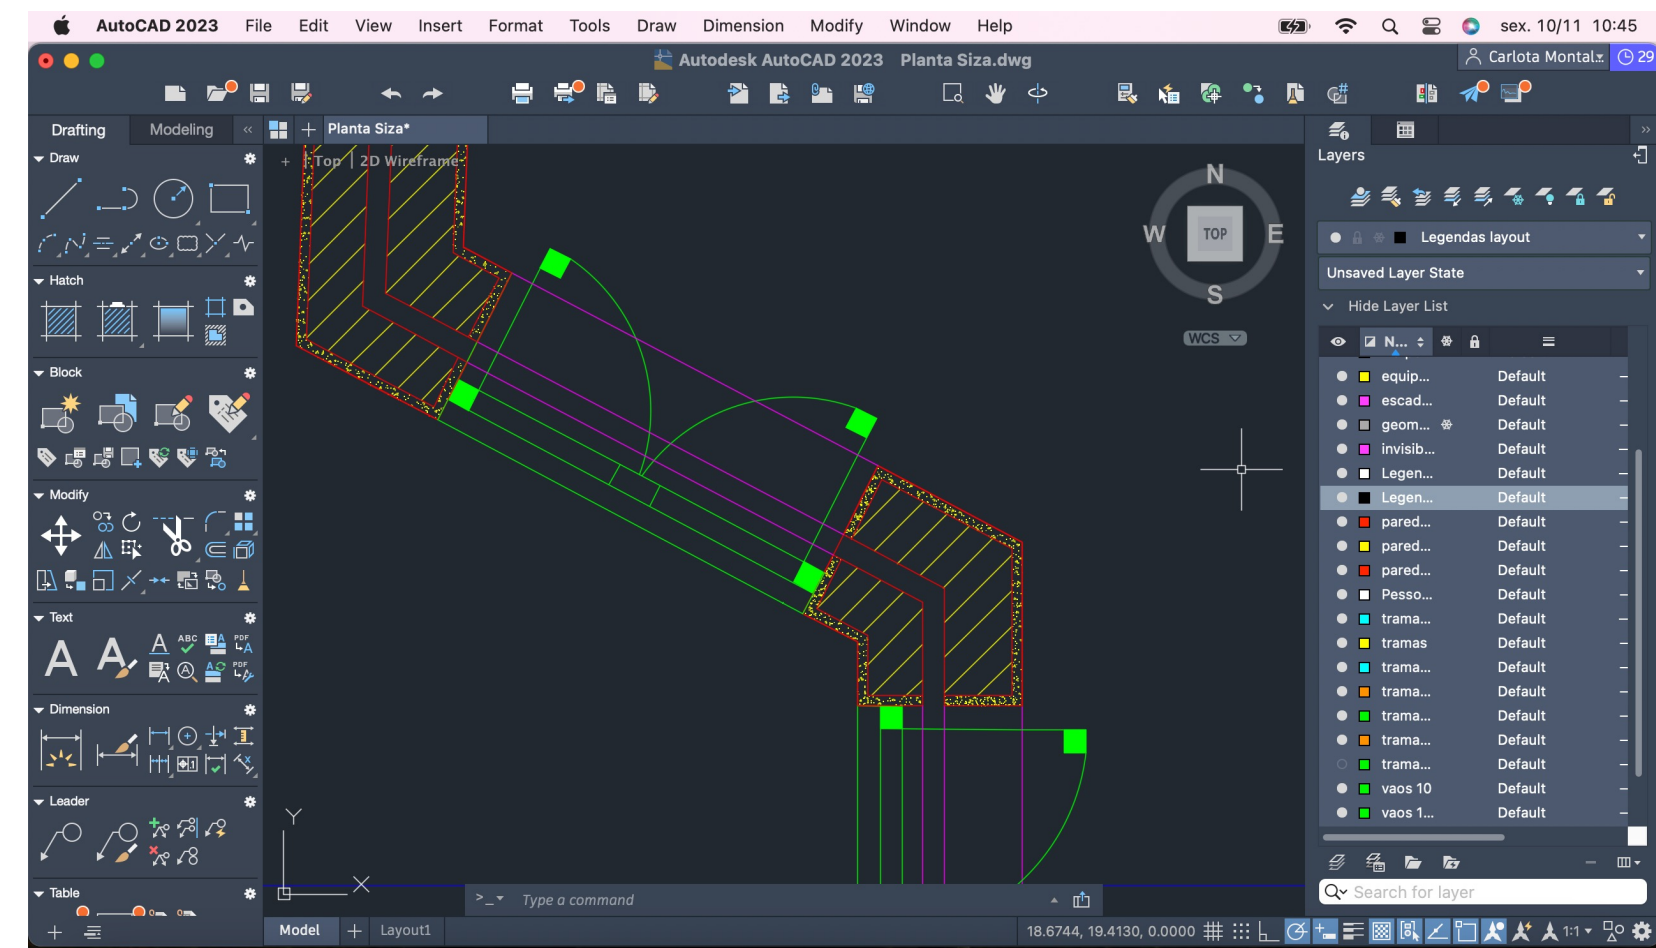 AutoCAD 2023 File Edit View Insert Format Tools Draw Dimension Modify Window Help sex. 10/11 10:45
Autodesk AutoCAD 2023 Planta Siza.dwg
Carlota Montal... 29
Drafting Modeling « + Planta Siza* »
Draw
+ Top 2D Wireframe
Layers
N
W TOP E
S
WCS
Legendas layout
Unsaved Layer State
Hide Layer List
N...
Hatch
Block
Modify
Text
A A A ABC A PDF
Dimension
Leader
Table
equip... Default
escad... Default
geom... Default
invisib... Default
Legen... Default
Legen... Default
pared... Default
pared... Default
pared... Default
Pesso... Default
trama... Default
tramas Default
trama... Default
trama... Default
trama... Default
trama... Default
trama... Default
vaos 10 Default
vaos 1... Default
Search for layer
Y
X
>_ Type a command
Model + Layout1
18.6744, 19.4130, 0.0000 1:1